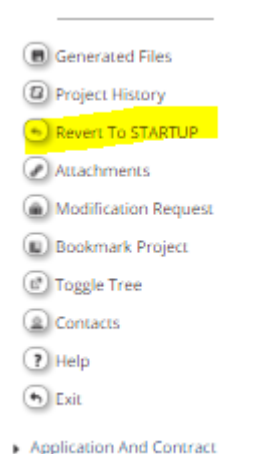 Generated Files
Project History
Revert To STARTUP
Attachments
Modification Request
Bookmark Project
Toggle Tree
Contacts
? Help
Exit
Application And Contract